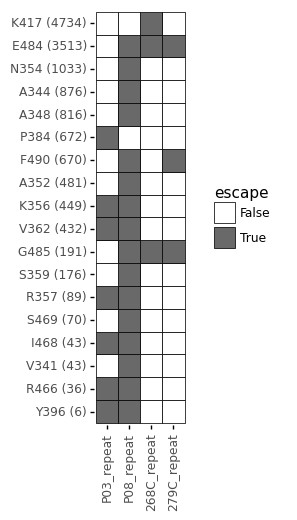 K417 (4734)
E484 (3513)
N354 (1033)
A344 (876)
A348 (816)
P384 (672)
F490 (670)
A352 (481)
K356 (449)
V362 (432)
G485 (191)
S359 (176)
R357 (89)
S469 (70)
I468 (43)
V341 (43)
R466 (36)
Y396 (6)
escape
False
True
P03_repeat
P08_repeat
268C_repeat
279C_repeat